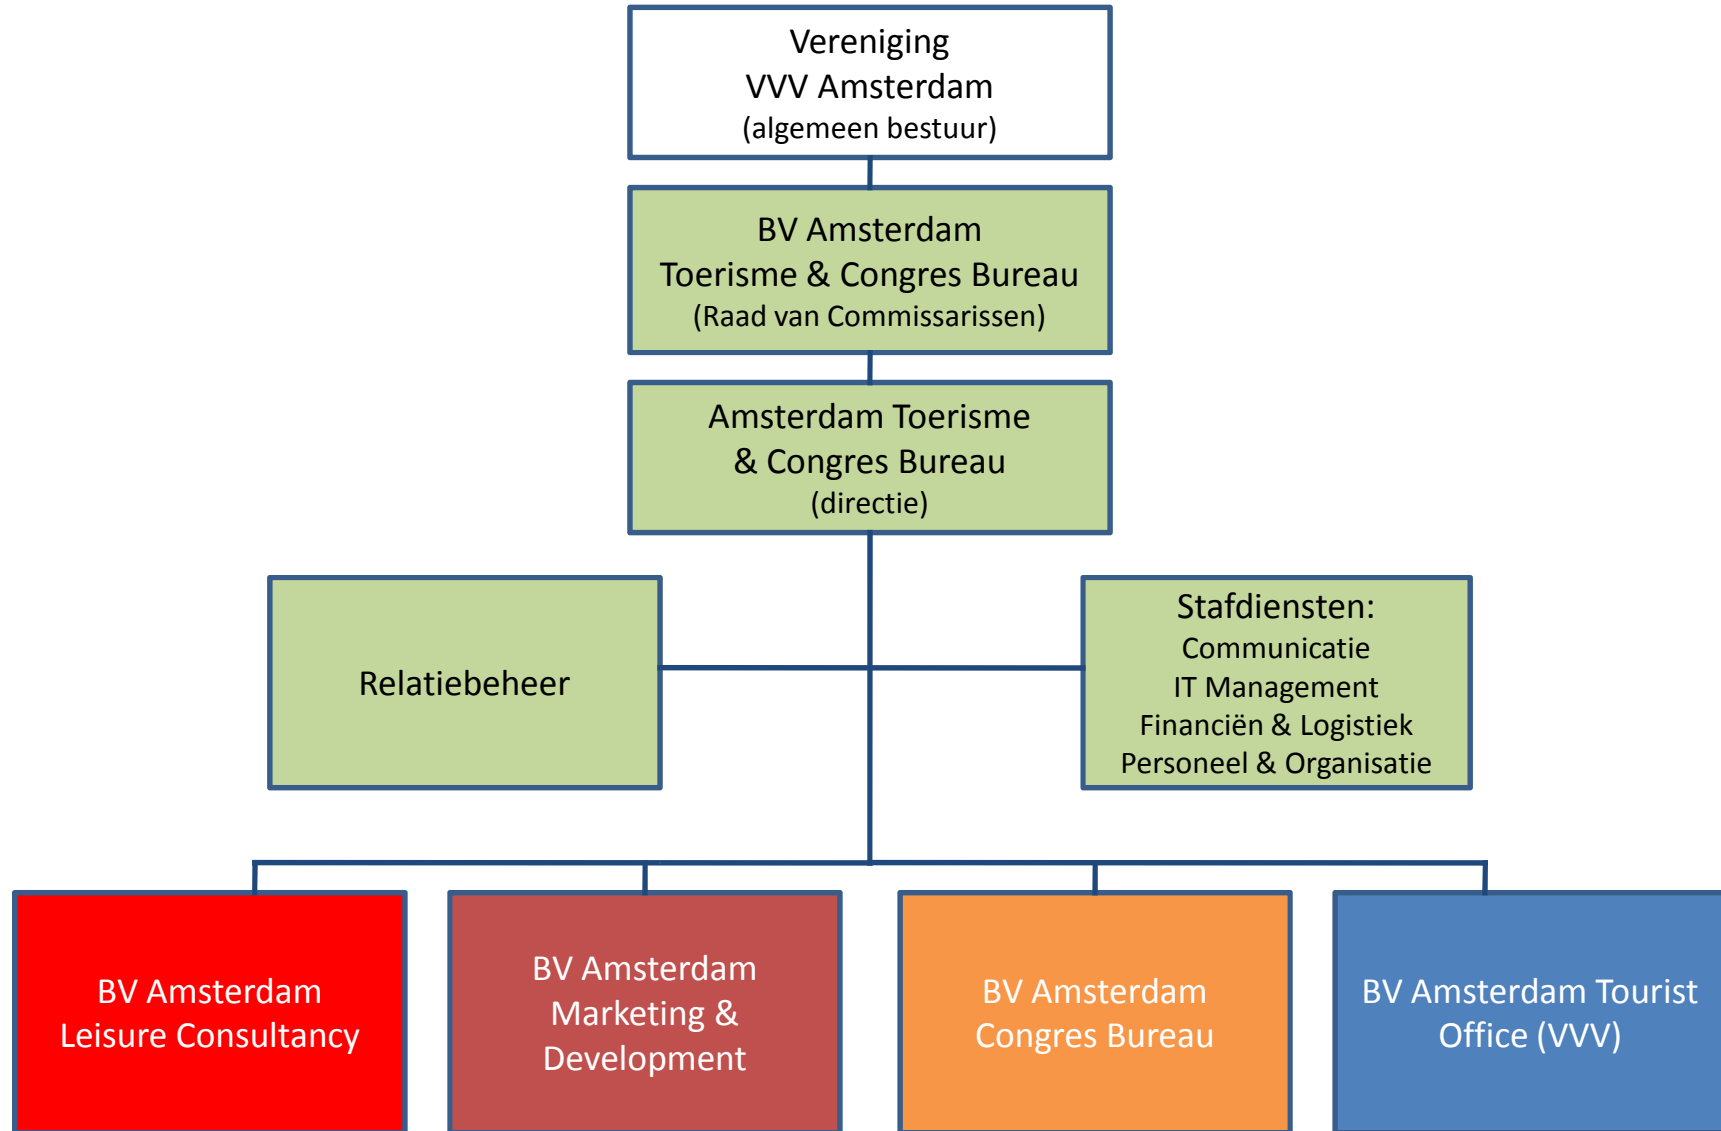 Vereniging
VVV Amsterdam
(algemeen bestuur)
BV Amsterdam
Toerisme & Congres Bureau
(Raad van Commissarissen)
Amsterdam Toerisme
& Congres Bureau
(directie)
Relatiebeheer
Stafdiensten:
Communicatie
IT Management
Financiën & Logistiek
Personeel & Organisatie
BV Amsterdam
Leisure Consultancy
BV Amsterdam
Marketing &
Development
BV Amsterdam
Congres Bureau
BV Amsterdam Tourist
Office (VVV)